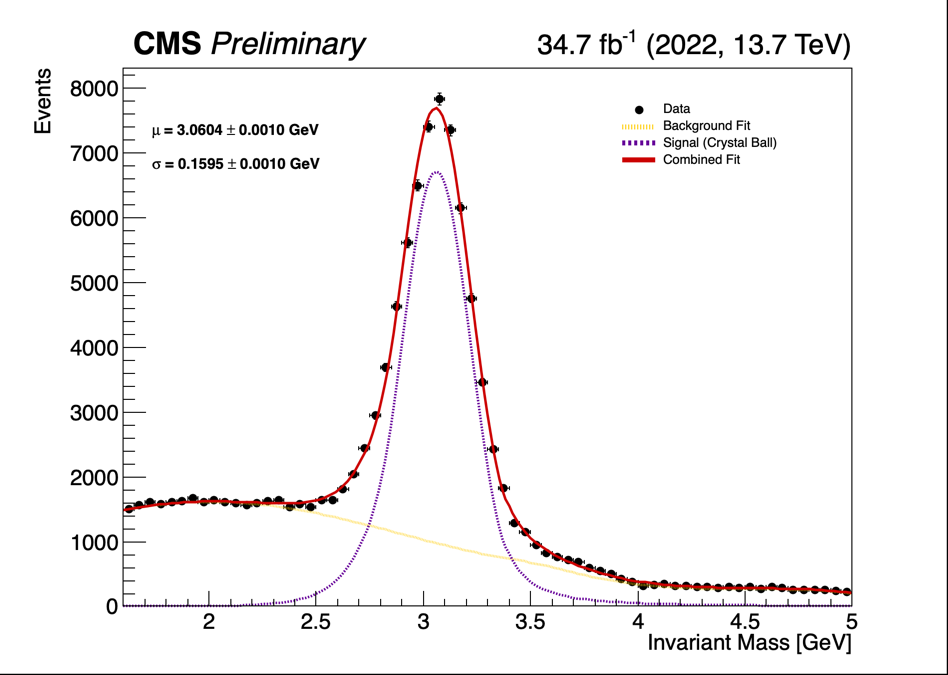 CMS Preliminary 34.7 fb⁻¹ (2022, 13.7 TeV)
Events
8000
7000
6000
5000
4000
3000
2000
1000
0
μ = 3.0604 ± 0.0010 GeV
σ = 0.1595 ± 0.0010 GeV
Data
Background Fit
Signal (Crystal Ball)
Combined Fit
2 2.5 3 3.5 4 4.5 5
Invariant Mass [GeV]